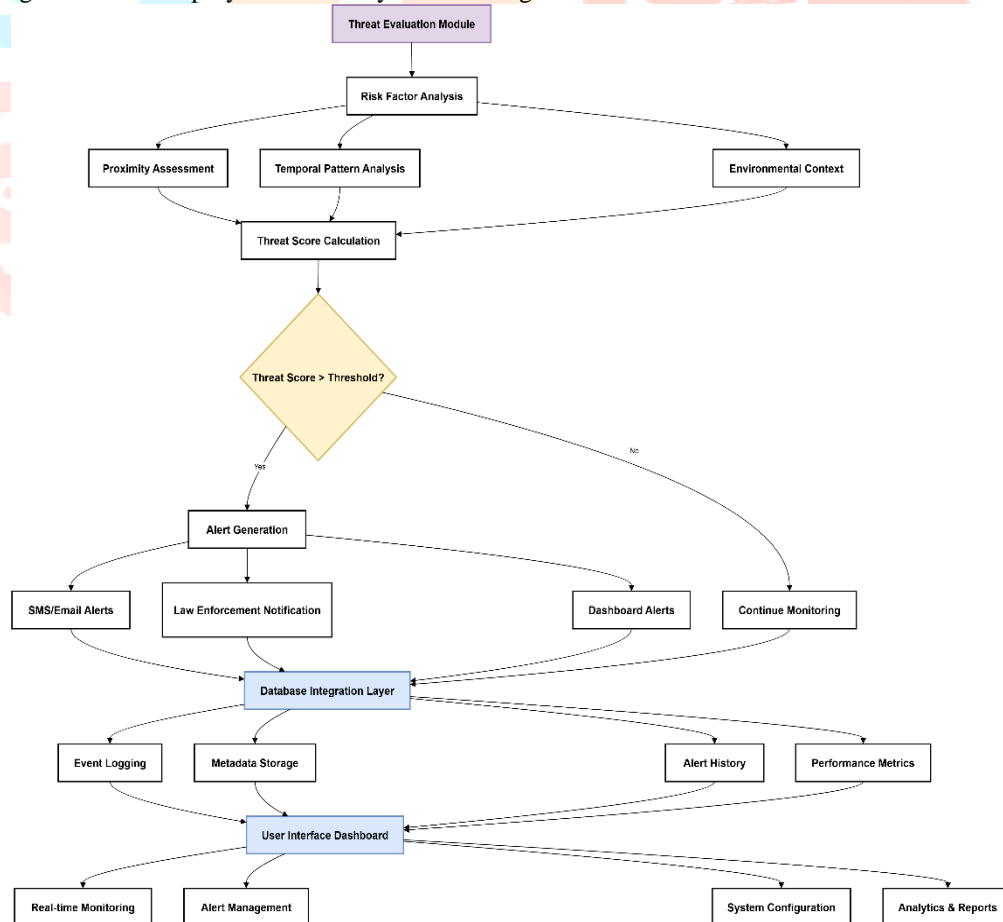 Threat Evaluation Module
Risk Factor Analysis
Proximity Assessment
Temporal Pattern Analysis
Environmental Context
Threat Score Calculation
Threat Score > Threshold?
No
Yes
Alert Generation
SMS/Email Alerts
Law Enforcement Notification
Dashboard Alerts
Continue Monitoring
Database Integration Layer
Event Logging
Metadata Storage
Alert History
Performance Metrics
User Interface Dashboard
Real-time Monitoring
Alert Management
System Configuration
Analytics & Reports